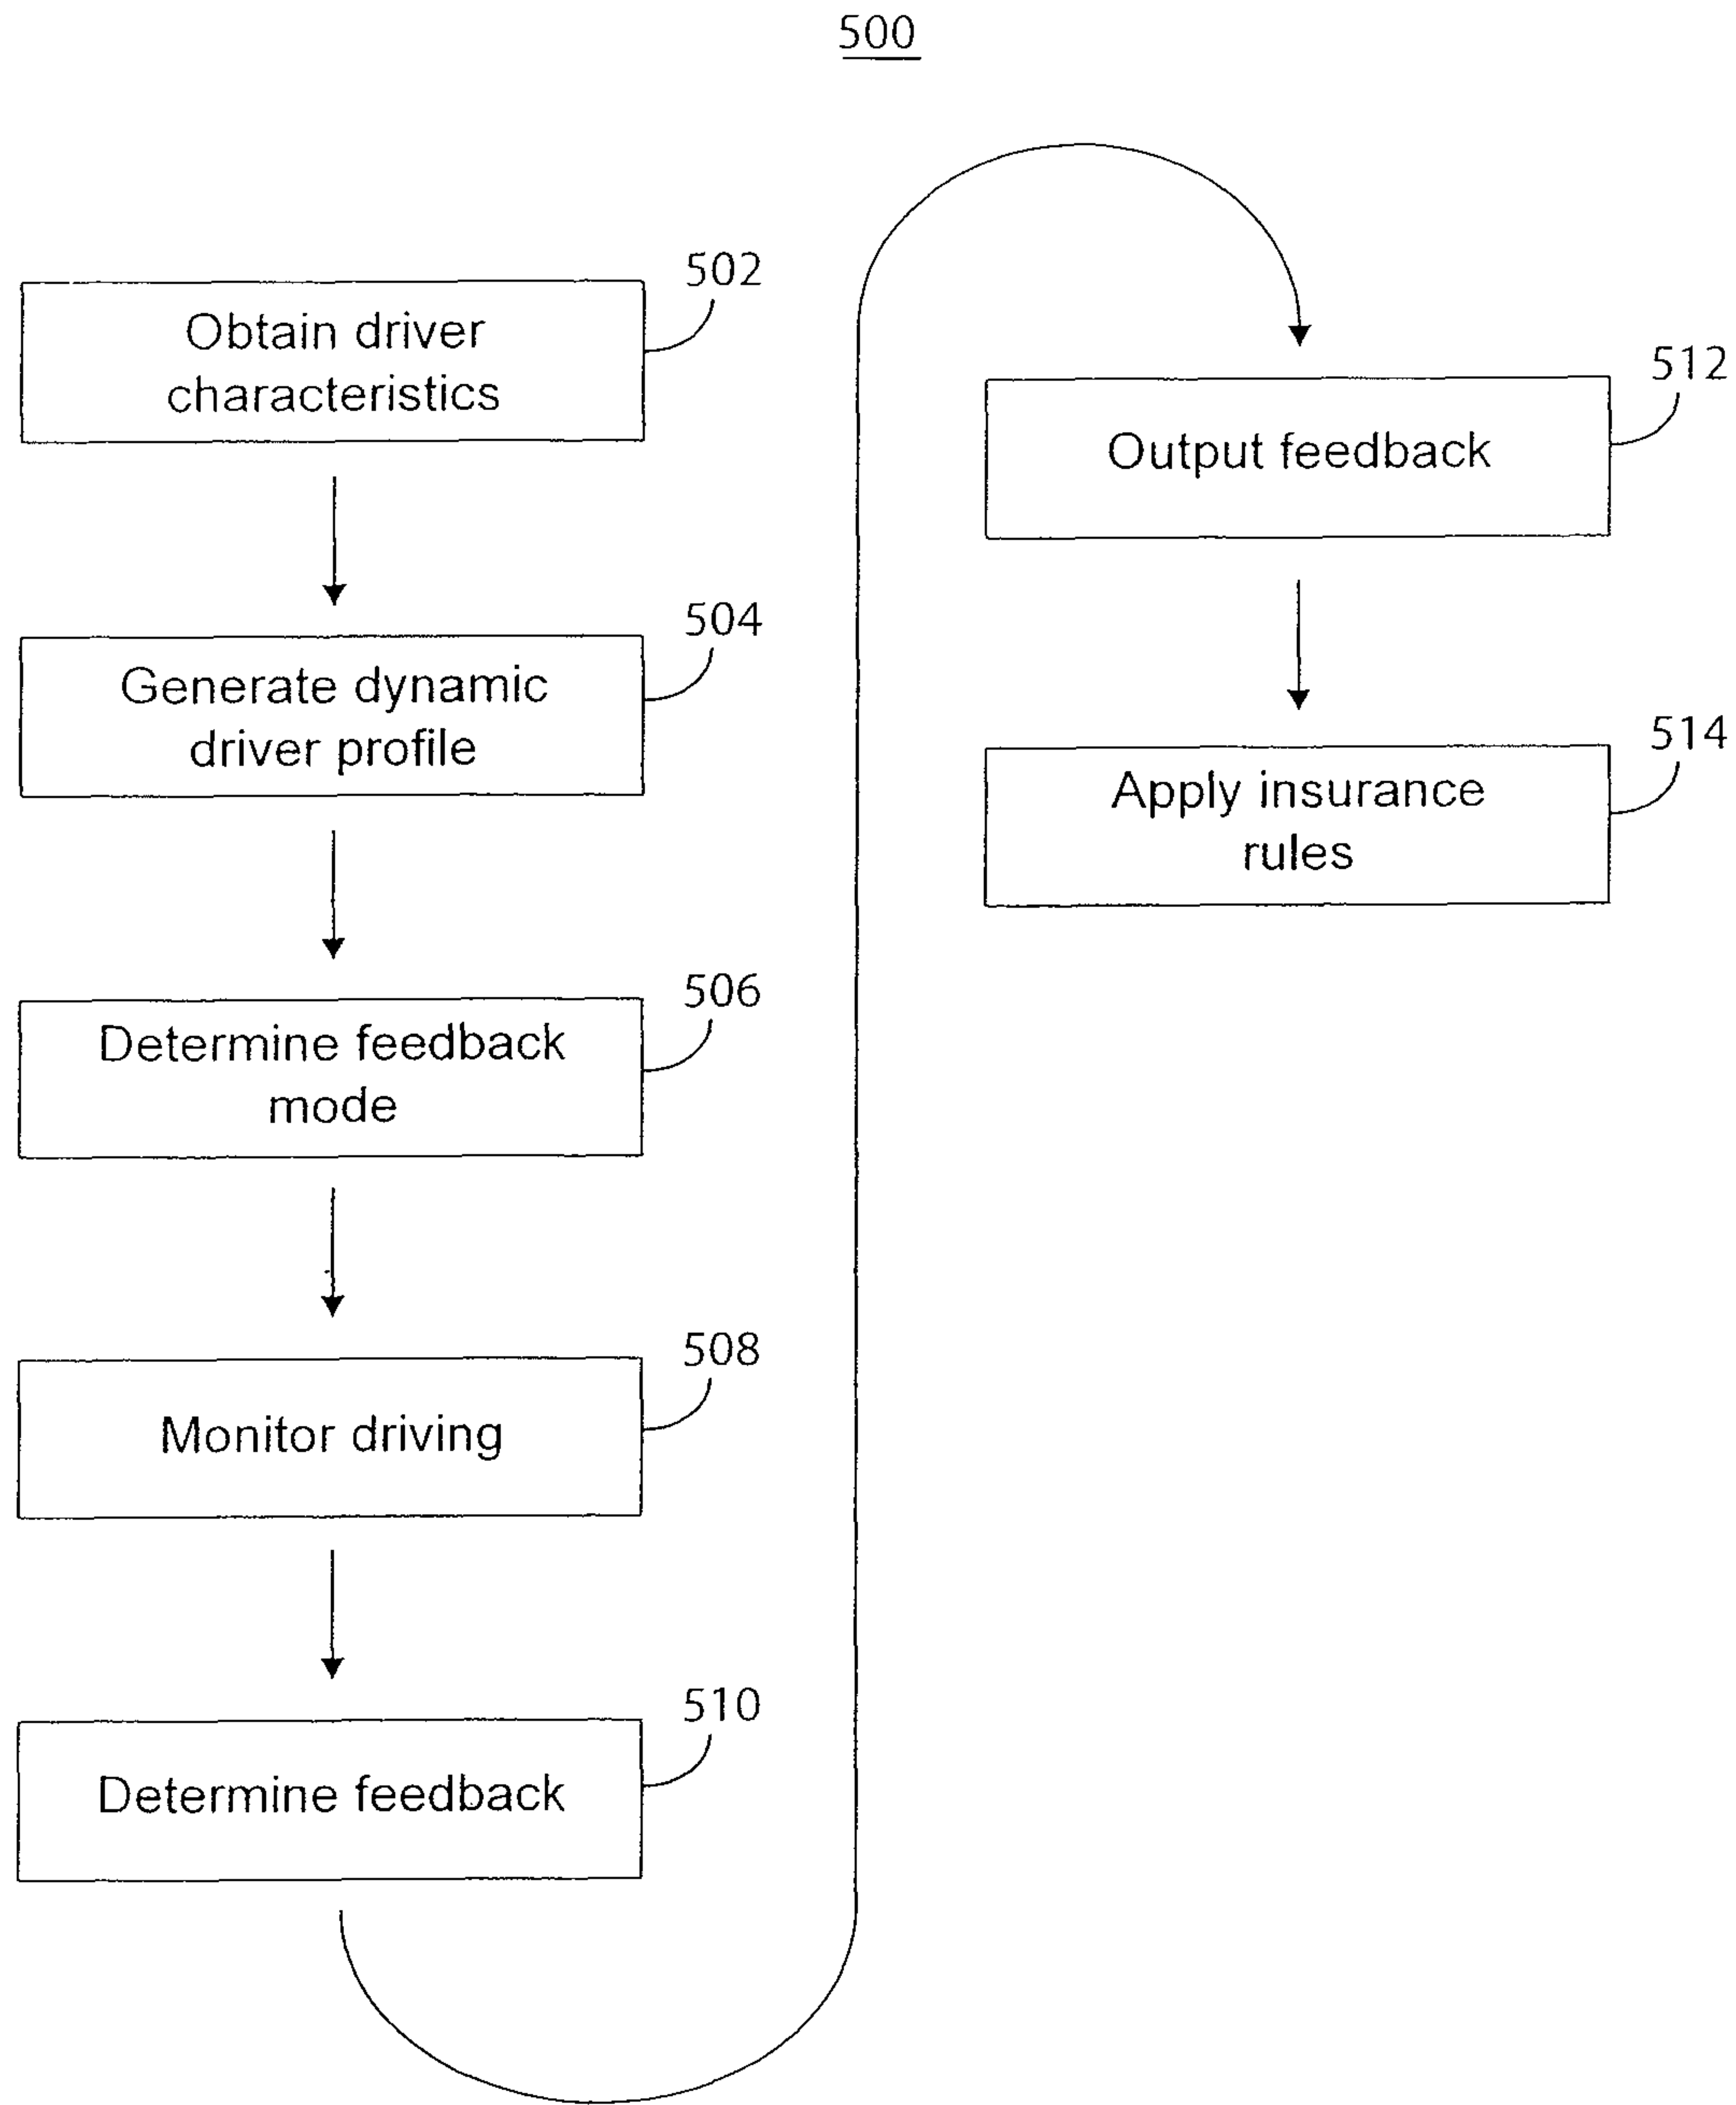 500
502
Obtain driver
characteristics
504
Generate dynamic
driver profile
506
Determine feedback
mode
508
Monitor driving
510
Determine feedback
512
Output feedback
514
Apply insurance
rules